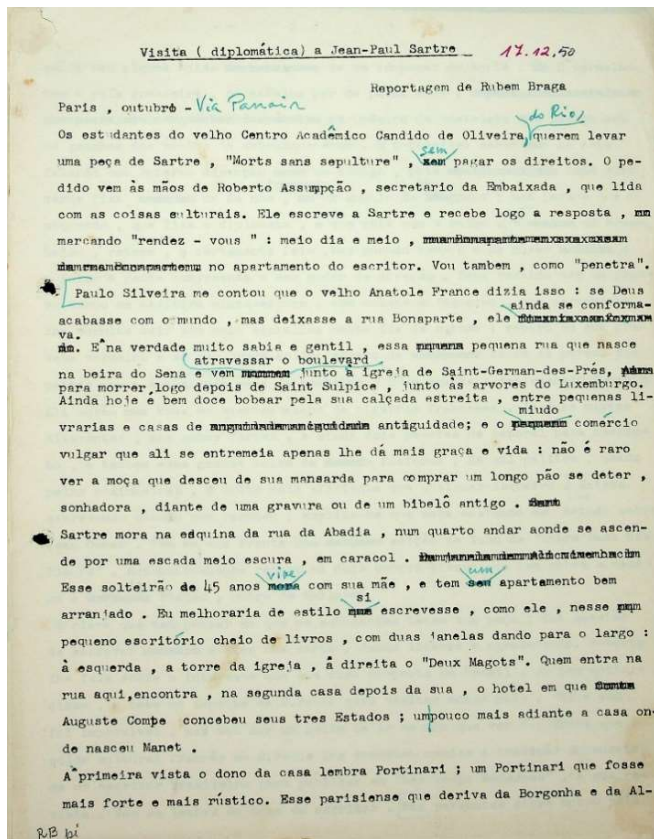 Visita ( diplomática) a Jean-Paul Sartre 17.12.50
Reportagem de Rubem Braga
Paris , outubro - Via Panair
Os estudantes do velho Centro Acadêmico Candido de Oliveira, do Rio, querem levar
uma peça de Sartre , "Morts sans sepulture" , sem pagar os direitos. O pe-
dido vem às mãos de Roberto Assumpção , secretario da Embaixada , que lida
com as coisas culturais. Ele escreve a Sartre e recebe logo a resposta ,
marcando "rendez - vous " : meio dia e meio ,
no apartamento do escritor. Vou tambem , como "penetra".
Paulo Silveira me contou que o velho Anatole France dizia isso : se Deus
acabasse com o mundo , mas deixasse a rua Bonaparte , ele ainda se conforma-
va. E na verdade muito sabia e gentil , essa pequena rua que nasce
na beira do Sena e vem atravessar o boulevard junto à igreja de Saint-German-des-Prés,
para morrer,logo depois de Saint Sulpice , junto às arvores do Luxemburgo.
Ainda hoje é bem doce bobear pela sua calçada estreita , entre pequenas li-
vrarias e casas de antiguidade; e o miudo comércio
vulgar que ali se entremeia apenas lhe dá mais graça e vida : não é raro
ver a moça que desceu de sua mansarda para comprar um longo pão se deter ,
sonhadora , diante de uma gravura ou de um bibelô antigo .
Sartre mora na esquina da rua da Abadia , num quarto andar aonde se ascen-
de por uma escada meio escura , em caracol .
Esse solteirão de 45 anos vive com sua mãe , e tem um apartamento bem
arranjado . Eu melhoraria de estilo si escrevesse , como ele , nesse
pequeno escritório cheio de livros , com duas janelas dando para o largo :
à esquerda , a torre da igreja , à direita o "Deux Magots". Quem entra na
rua aqui,encontra , na segunda casa depois da sua , o hotel em que
Auguste Compe concebeu seus tres Estados ; um pouco mais adiante a casa on-
de nasceu Manet .
A primeira vista o dono da casa lembra Portinari ; um Portinari que fosse
mais forte e mais rústico. Esse parisiense que deriva da Borgonha e da Al-
RB